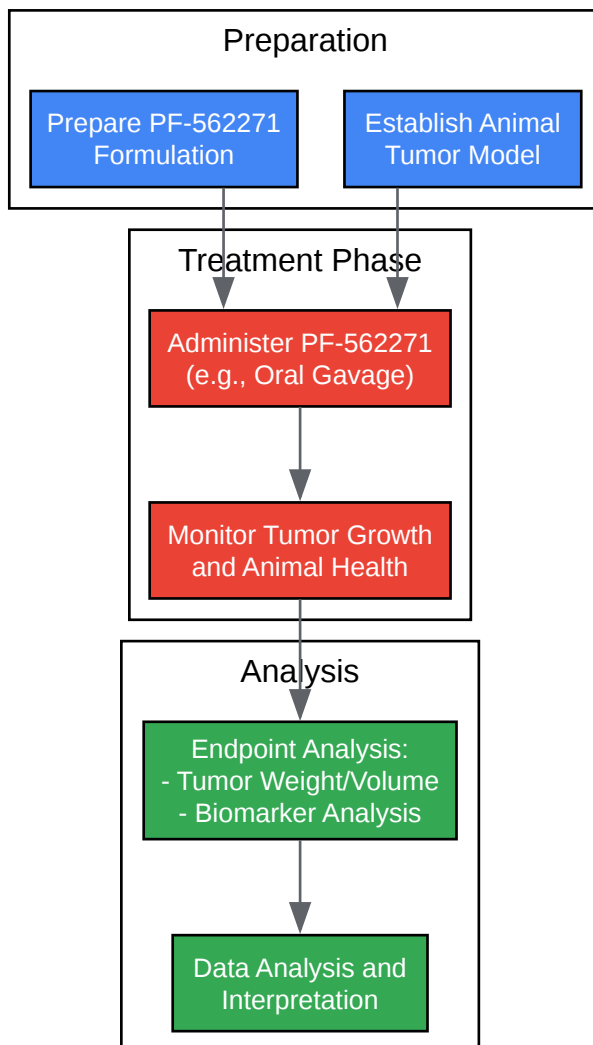 Preparation
Prepare PF-562271
Formulation
Establish Animal
Tumor Model
Treatment Phase
Administer PF-562271
(e.g., Oral Gavage)
Monitor Tumor Growth
and Animal Health
Analysis
Endpoint Analysis:
- Tumor Weight/Volume
- Biomarker Analysis
Data Analysis and
Interpretation